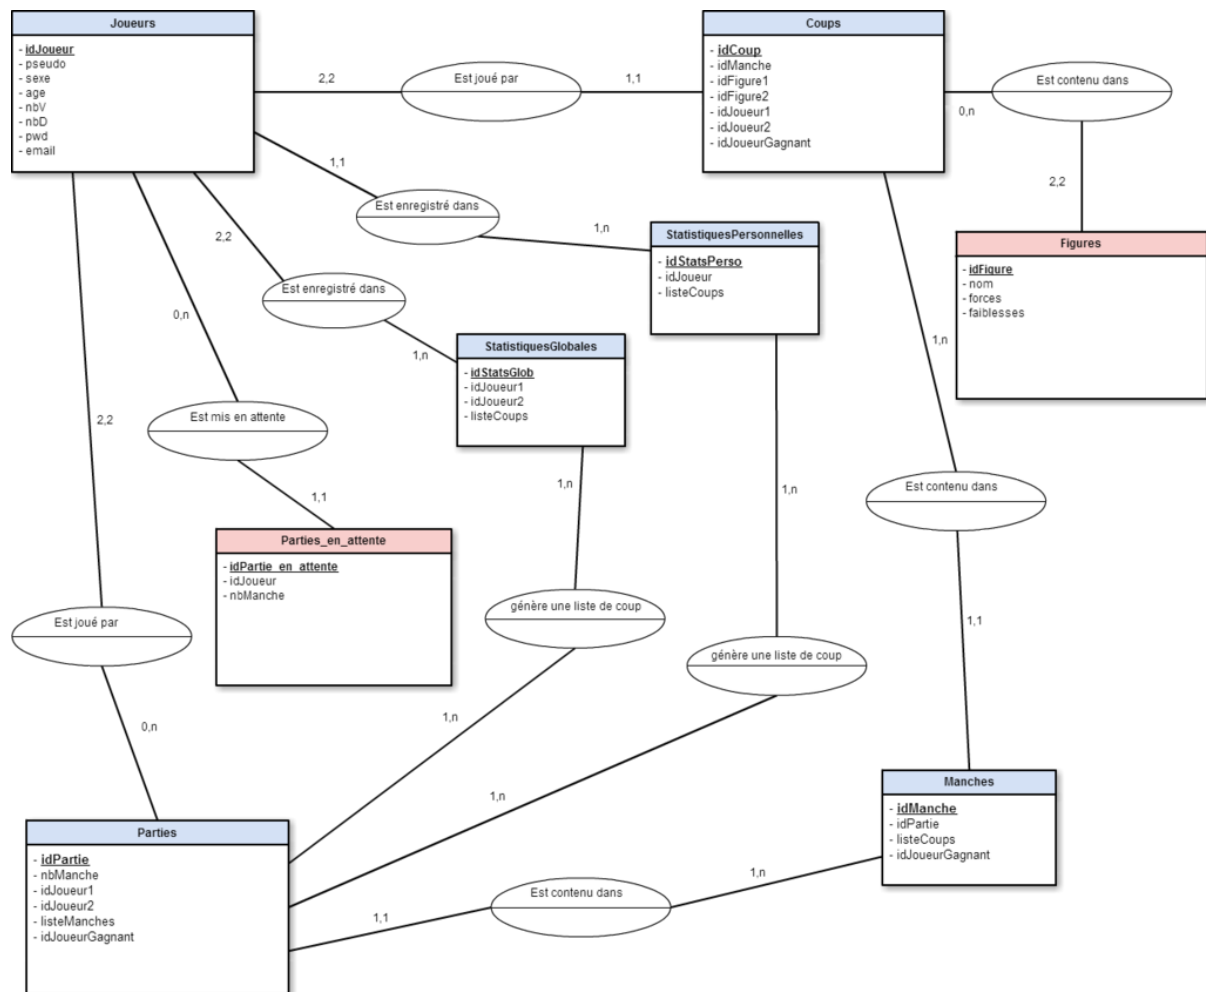 Joueurs
- idJoueur
- pseudo
- sexe
- age
- nbV
- nbD
- pwd
- email
2,2
Est joué par
1,1
Coups
- idCoup
- idManche
- idFigure1
- idFigure2
- idJoueur1
- idJoueur2
- idJoueurGagnant
Est contenu dans
0,n
2,2
Figures
- idFigure
- nom
- forces
- faiblesses
1,1
Est enregistré dans
1,n
StatistiquesPersonnelles
- idStatsPerso
- idJoueur
- listeCoups
2,2
Est enregistré dans
1,n
StatistiquesGlobales
- idStatsGlob
- idJoueur1
- idJoueur2
- listeCoups
0,n
Est mis en attente
1,1
Parties_en_attente
- idPartie_en_attente
- idJoueur
- nbManche
2,2
Est joué par
0,n
1,n
génère une liste de coup
1,n
1,n
génère une liste de coup
1,n
1,n
Est contenu dans
1,1
Manches
- idManche
- idPartie
- listeCoups
- idJoueurGagnant
1,n
Est contenu dans
1,1
Parties
- idPartie
- nbManche
- idJoueur1
- idJoueur2
- listeManches
- idJoueurGagnant